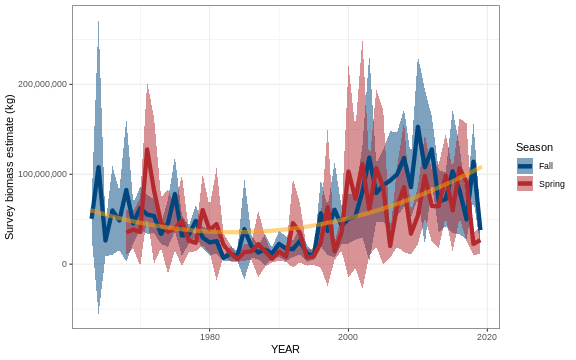 Survey biomass estimate (kg)
200,000,000
100,000,000
0
1980
2000
2020
YEAR
Season
Fall
Spring